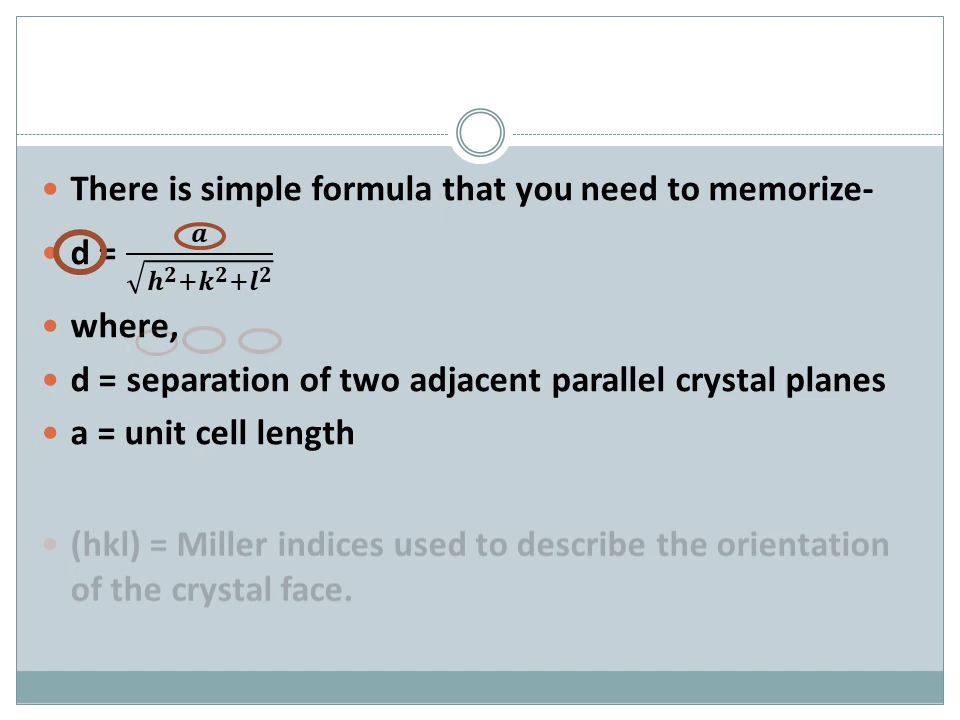 There is simple formula that you need to memorize-
d = a / √(h²+k²+l²)
where,
d = separation of two adjacent parallel crystal planes
a = unit cell length
(hkl) = Miller indices used to describe the orientation
of the crystal face.